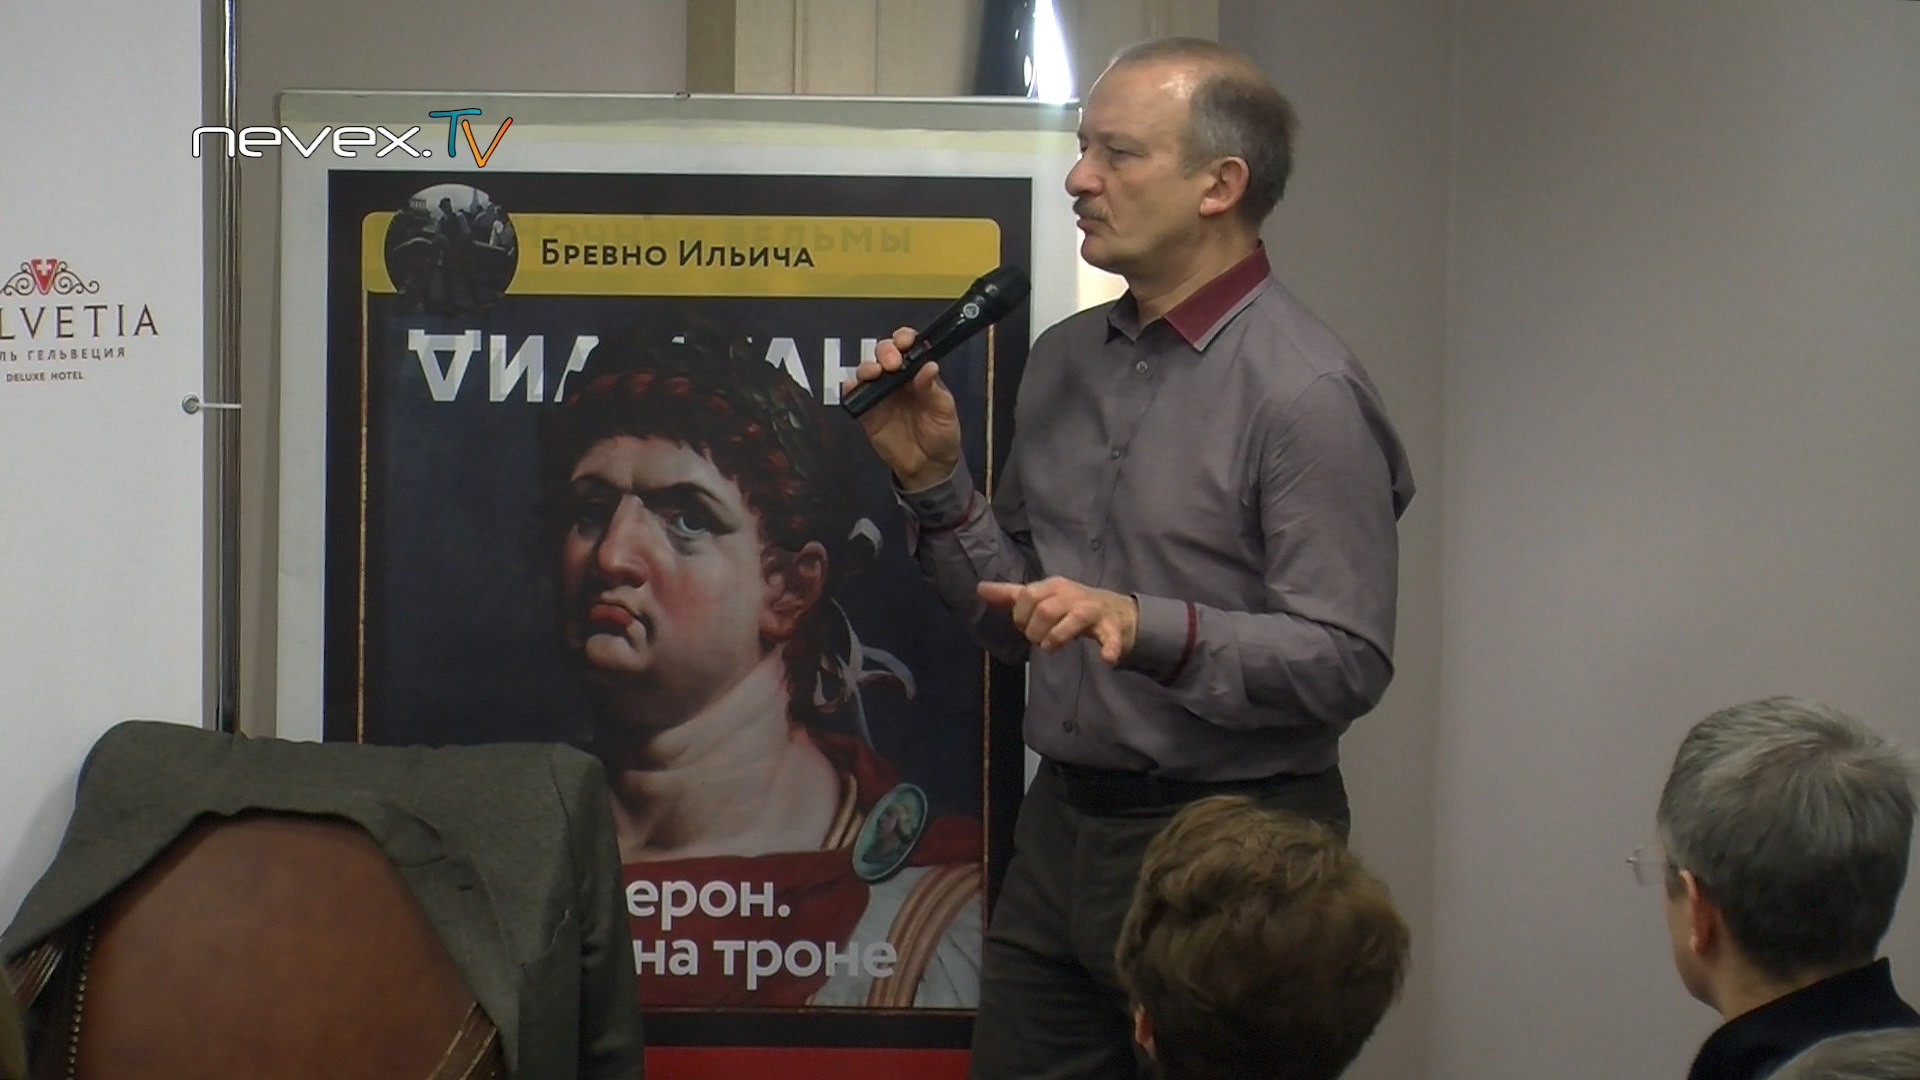 nevex.TV
Бревно Ильича
LVETIA
ЛЬ ГЕЛЬВЕЦИЯ
DELUXE HOTEL
ерон.
на троне